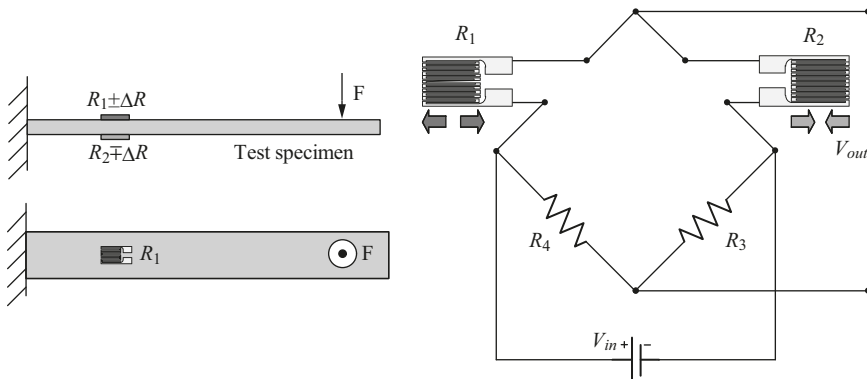 R₁±ΔR
F
R₂∓ΔR
Test specimen
R₁
F
R₁
R₂
V_out
R₄
R₃
V_in + −